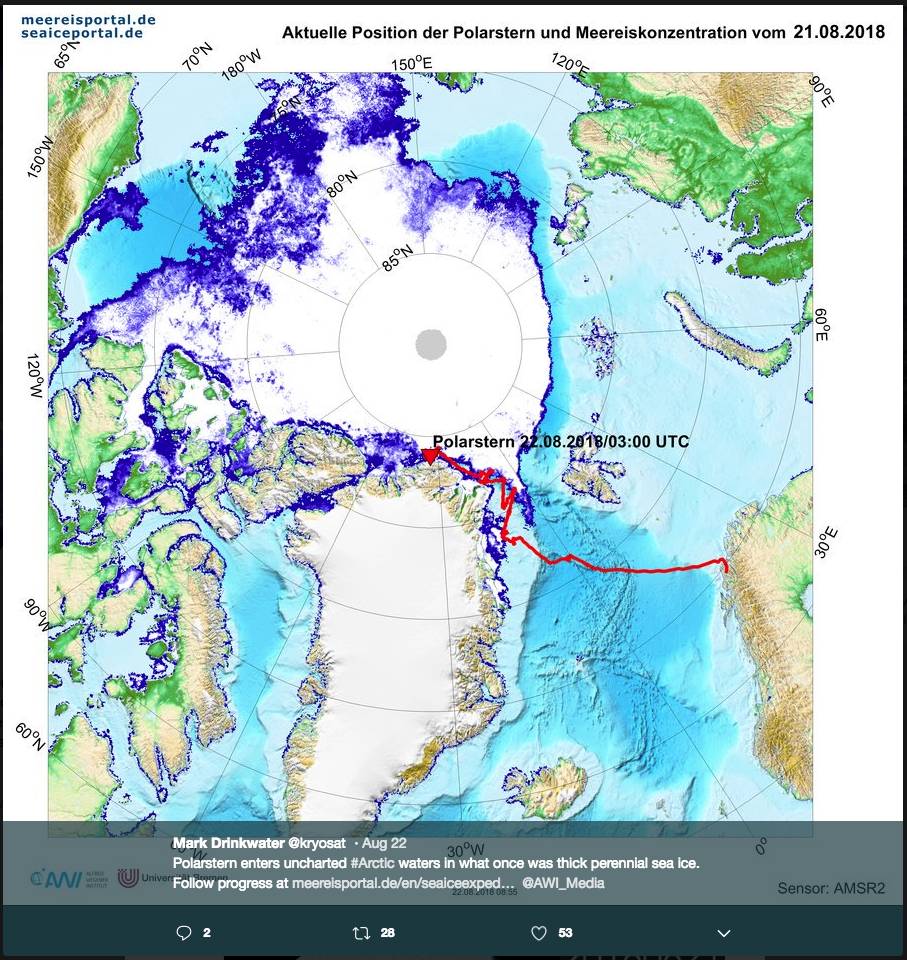 meereisportal.de
seaiceportal.de
Aktuelle Position der Polarstern und Meereiskonzentration vom 21.08.2018
65°N
70°N
180°W
150°E
120°E
90°E
75°N
150°W
80°N
85°N
60°E
120°W
Polarstern 22.08.2018/03:00 UTC
30°E
90°W
60°N
Mark Drinkwater @kryosat · Aug 22
30°W
0°
Polarstern enters uncharted #Arctic waters in what once was thick perennial sea ice.
Follow progress at meereisportal.de/en/seaiceexped… @AWI_Media
AWI
ALFRED
WEGENER
INSTITUT
Universität Bremen
22.08.2018 08:55
Sensor: AMSR2
2
28
53